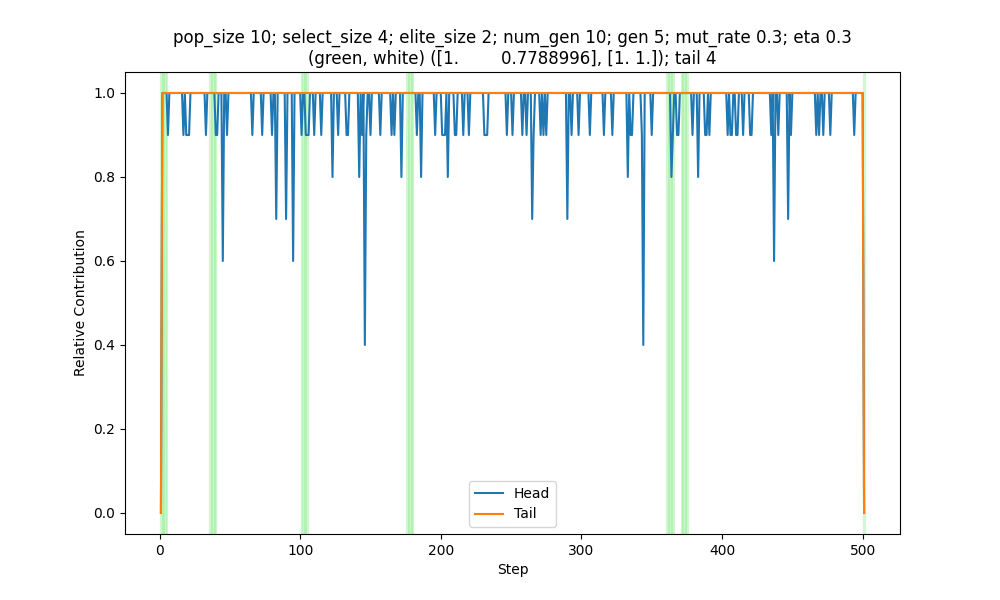 pop_size 10; select_size 4; elite_size 2; num_gen 10; gen 5; mut_rate 0.3; eta 0.3
(green, white) ([1.        0.7788996], [1. 1.]); tail 4
1.0
0.8
0.6
0.4
0.2
0.0
Relative Contribution
Head
Tail
0
100
200
300
400
500
Step